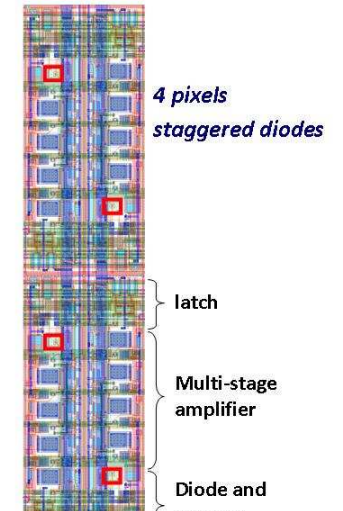 4 pixels
staggered diodes
latch
Multi-stage
amplifier
Diode and